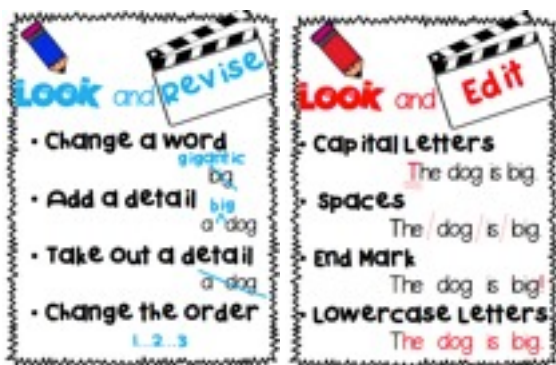 Look and Revise
• Change a word
gigantic
big
• Add a detail
big
a ^ dog
• Take out a detail
a dog
• Change the order
1...2...3
Look and Edit
• Capital Letters
The dog is big.
• Spaces
The/dog/is/big.
• End Mark
The dog is big!
• Lowercase Letters
The dog is big.